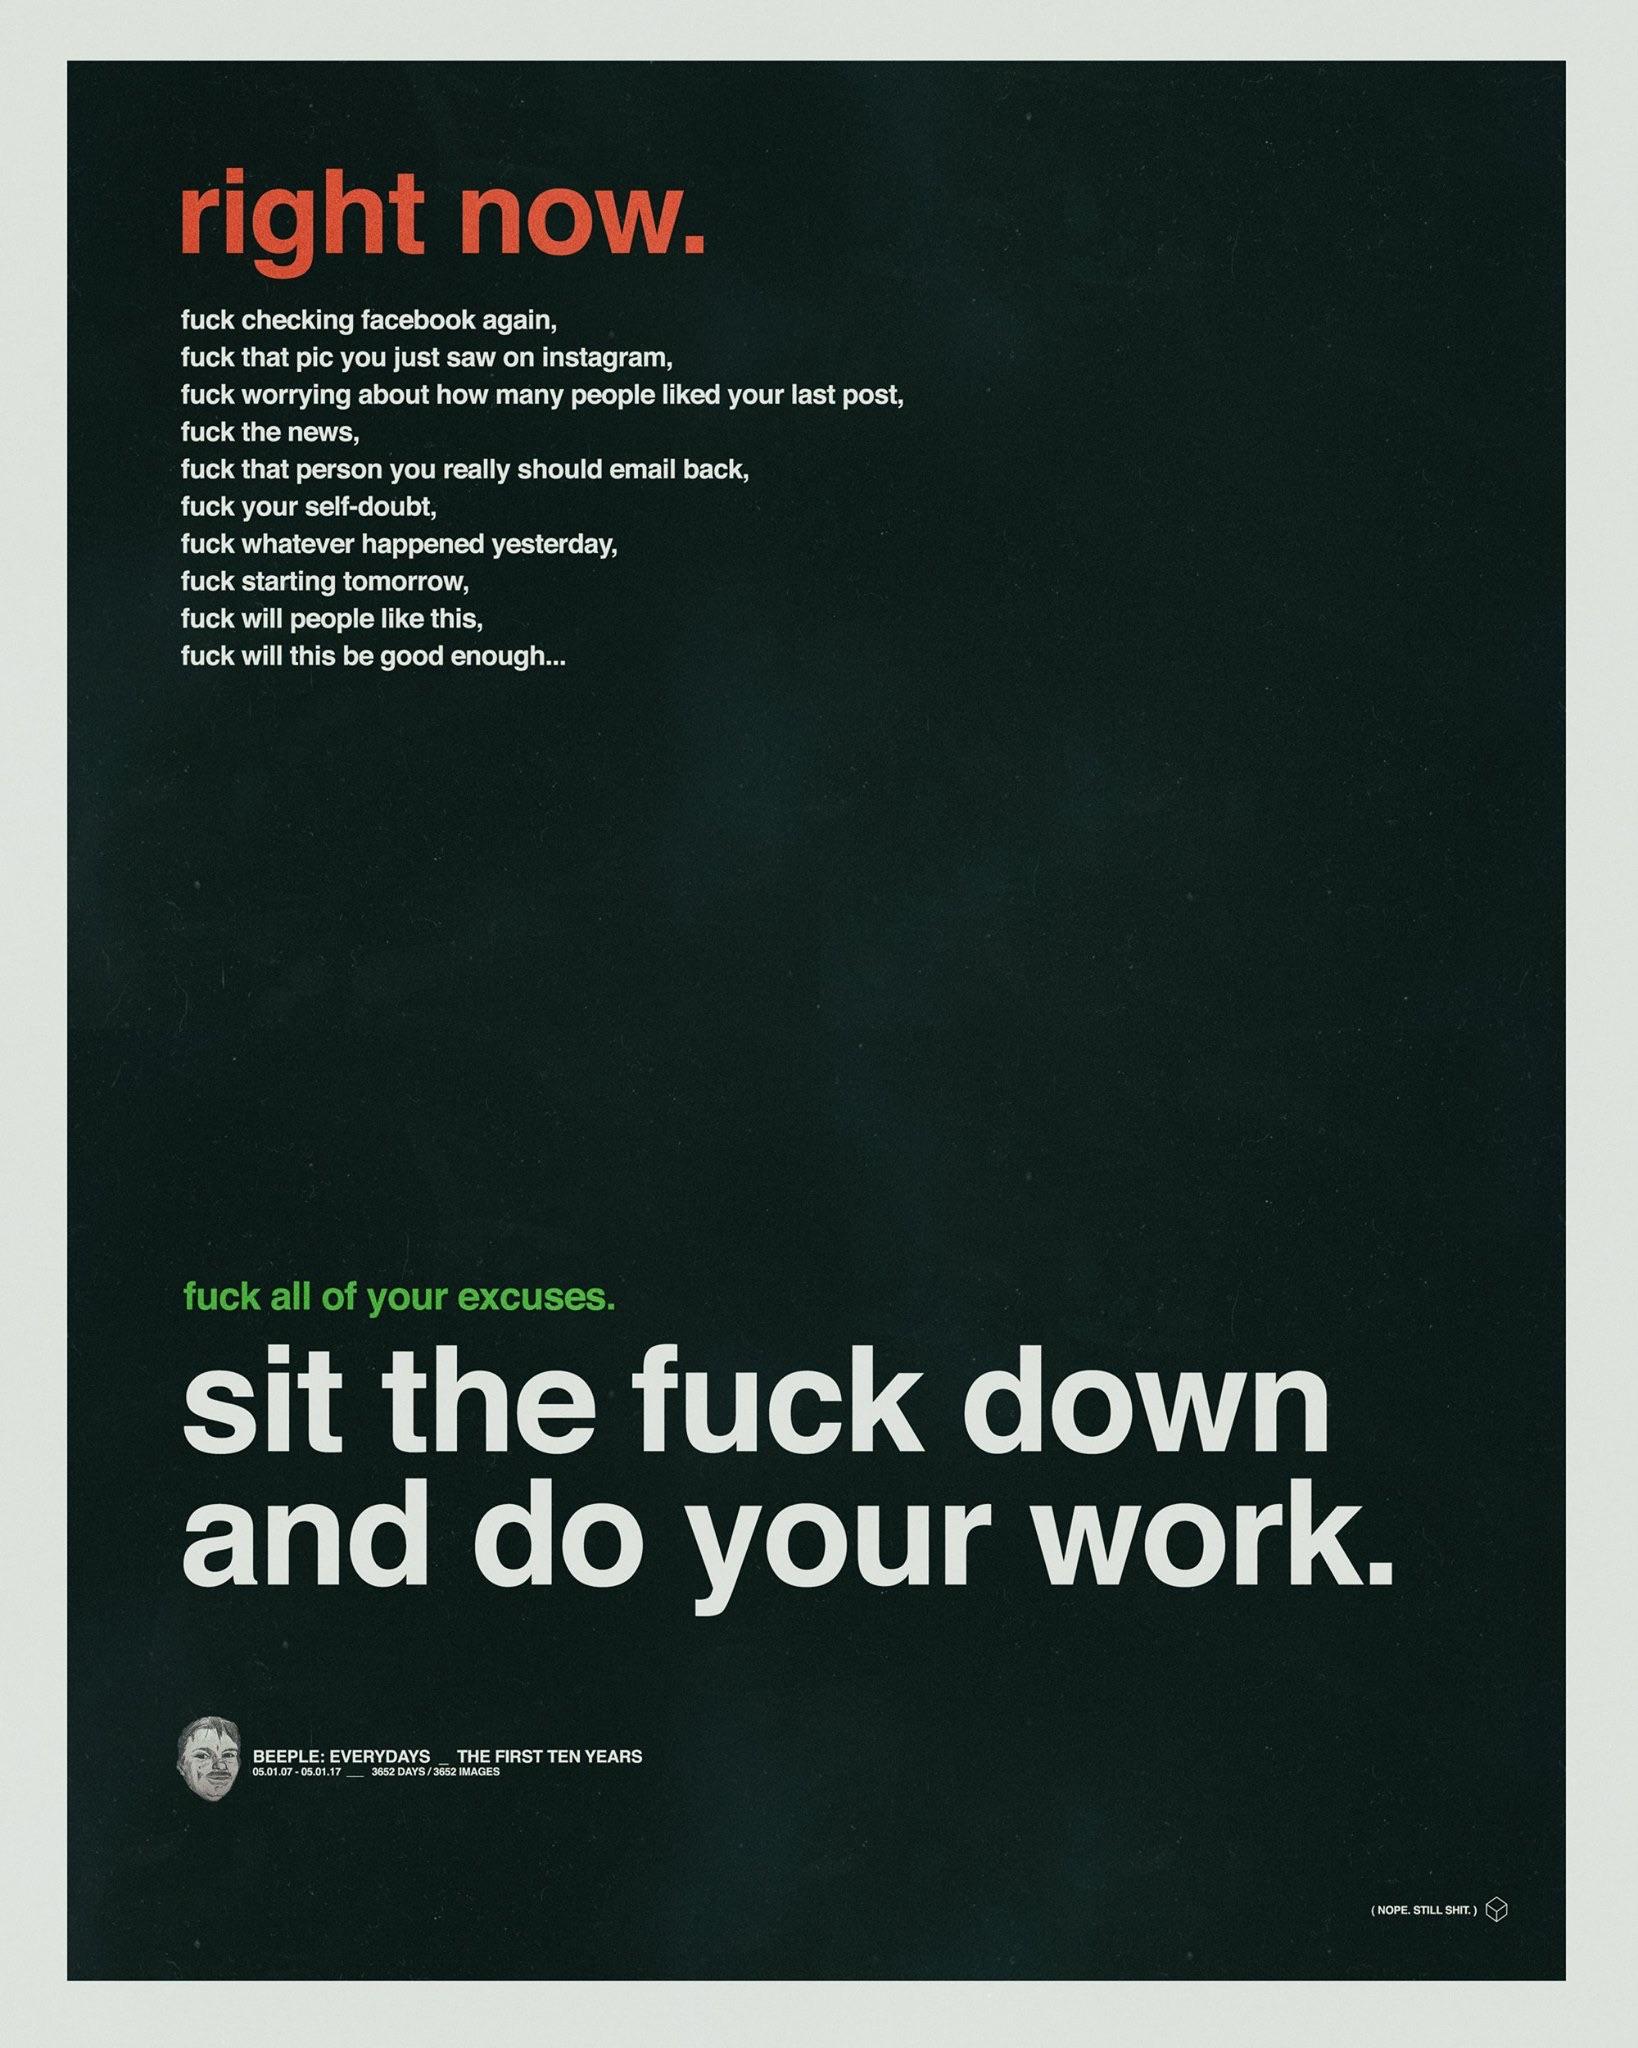 right now.
fuck checking facebook again,
fuck that pic you just saw on instagram,
fuck worrying about how many people liked your last post,
fuck the news,
fuck that person you really should email back,
fuck your self-doubt,
fuck whatever happened yesterday,
fuck starting tomorrow,
fuck will people like this,
fuck will this be good enough...
fuck all of your excuses.
sit the fuck down
and do your work.
BEEPLE: EVERYDAYS _ THE FIRST TEN YEARS
05.01.07 - 05.01.17 __ 3652 DAYS / 3652 IMAGES
( NOPE. STILL SHIT. )